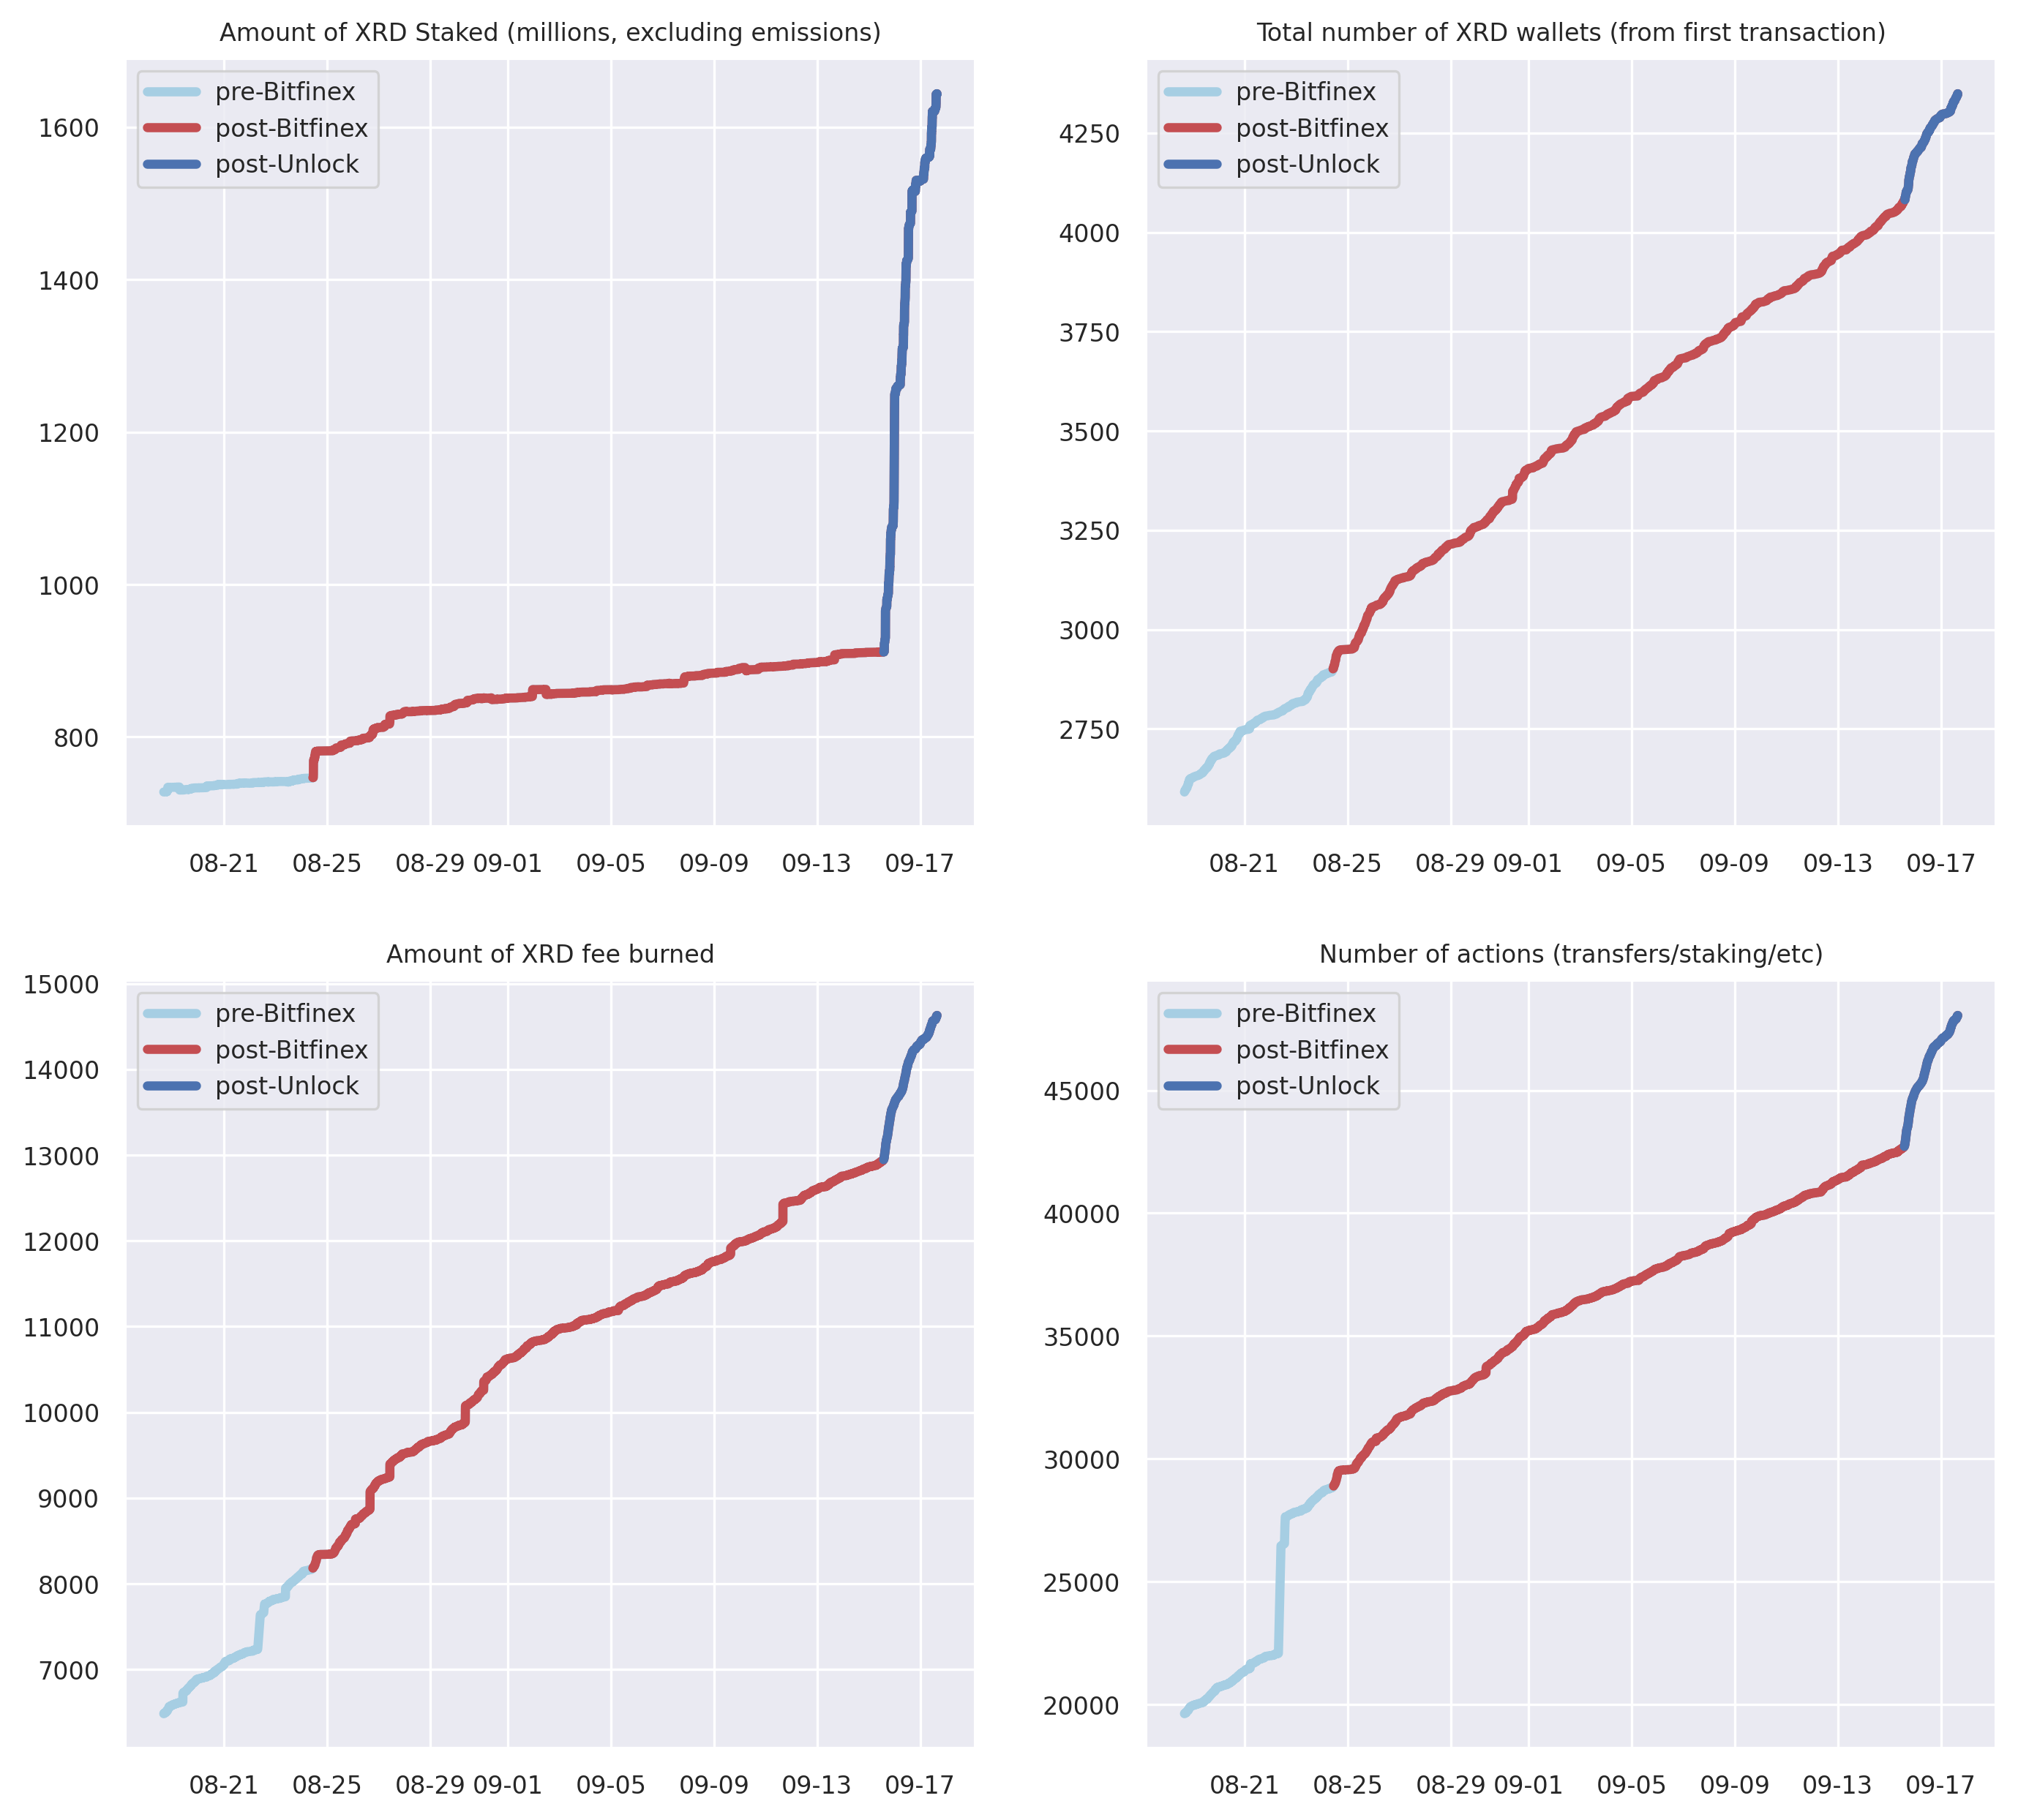 Amount of XRD Staked (millions, excluding emissions)
pre-Bitfinex
post-Bitfinex
post-Unlock
1600
1400
1200
1000
800
08-21 08-25 08-29 09-01 09-05 09-09 09-13 09-17
Total number of XRD wallets (from first transaction)
pre-Bitfinex
post-Bitfinex
post-Unlock
4250
4000
3750
3500
3250
3000
2750
08-21 08-25 08-29 09-01 09-05 09-09 09-13 09-17
Amount of XRD fee burned
pre-Bitfinex
post-Bitfinex
post-Unlock
15000
14000
13000
12000
11000
10000
9000
8000
7000
08-21 08-25 08-29 09-01 09-05 09-09 09-13 09-17
Number of actions (transfers/staking/etc)
pre-Bitfinex
post-Bitfinex
post-Unlock
45000
40000
35000
30000
25000
20000
08-21 08-25 08-29 09-01 09-05 09-09 09-13 09-17